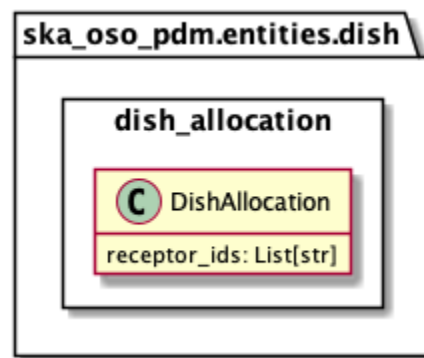 ska_oso_pdm.entities.dish
dish_allocation
C DishAllocation
receptor_ids: List[str]